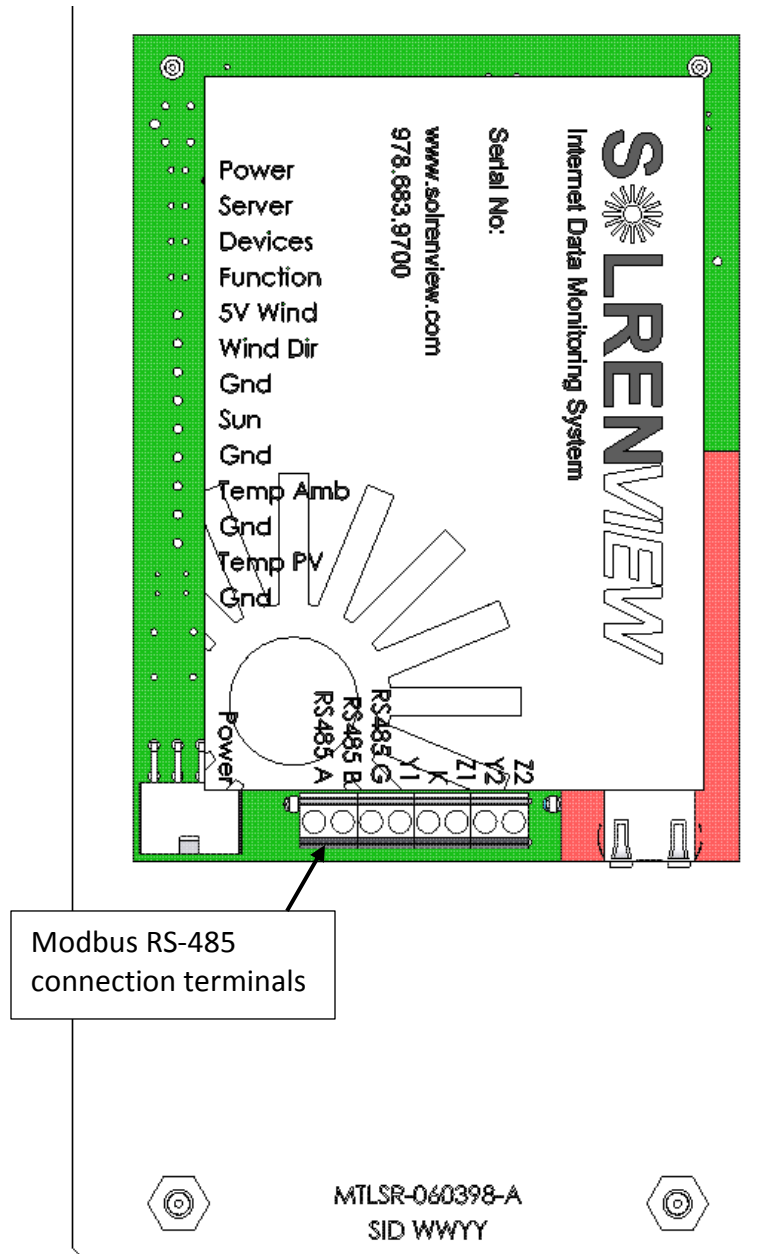 SOLRENVIEW
Internet Data Monitoring System
Serial No:
www.solrenview.com
978.683.9700
Power
Server
Devices
Function
5V Wind
Wind Dir
Gnd
Sun
Gnd
Temp Amb
Gnd
Temp PV
Gnd
Power
RS485 A
RS485 B
RS485 G
Y1
K
Z1
Y2
Z2
Modbus RS-485
connection terminals
MTLSR-060398-A
SID WWYY